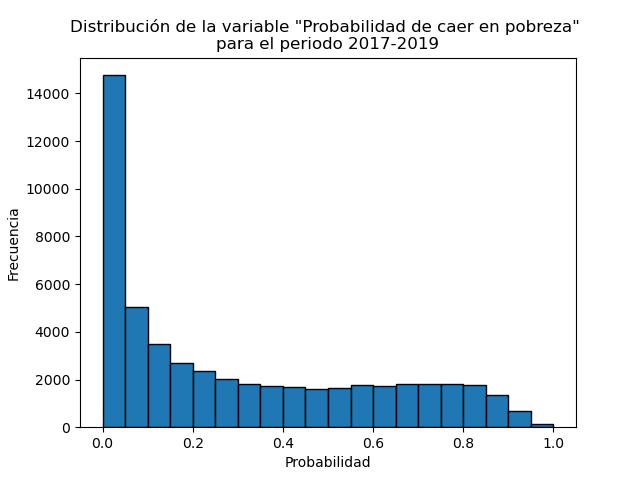 Distribución de la variable "Probabilidad de caer en pobreza"
para el periodo 2017-2019
14000
12000
10000
8000
6000
4000
2000
0
Frecuencia
0.0 0.2 0.4 0.6 0.8 1.0
Probabilidad